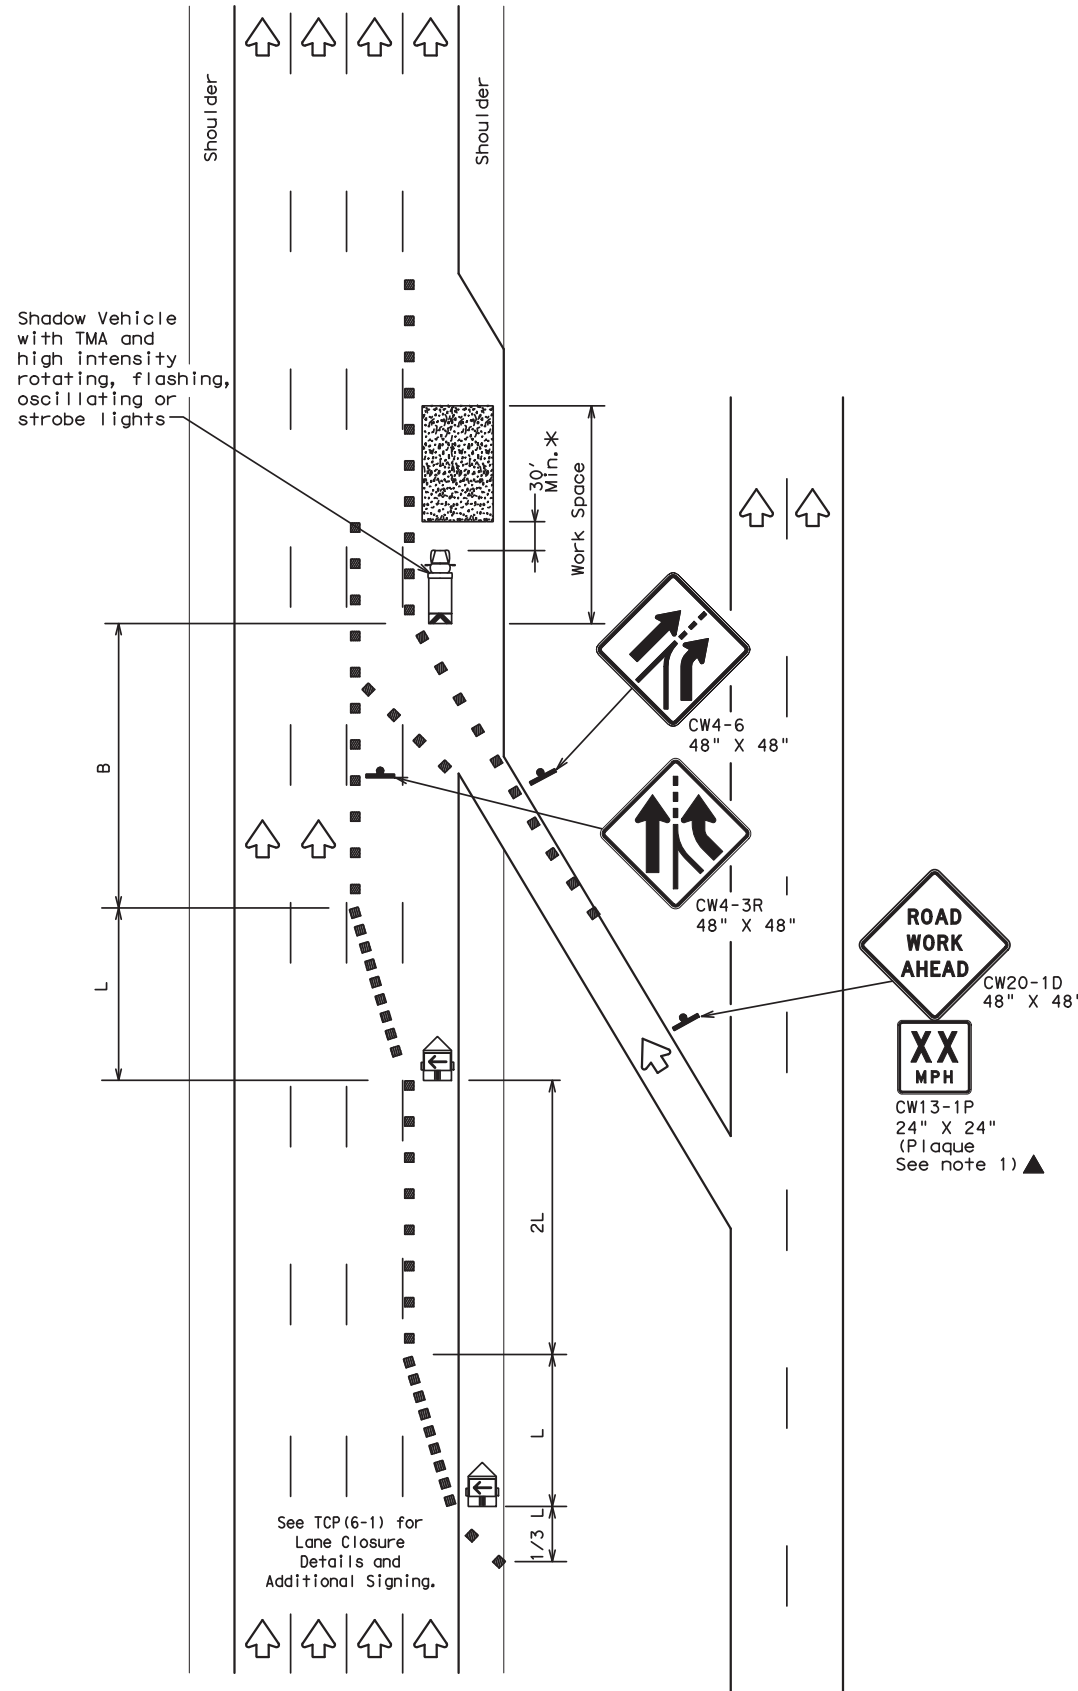 Shoulder
Shoulder
Shadow Vehicle
with TMA and
high intensity
rotating, flashing,
oscillating or
strobe lights
30'
Min.*
Work Space
CW4-6
48" X 48"
B
CW4-3R
48" X 48"
ROAD
WORK
AHEAD
CW20-1D
48" X 48'
L
XX
MPH
CW13-1P
24" X 24"
(Plaque
See note 1)▲
2L
L
1/3 L
See TCP(6-1) for
Lane Closure
Details and
Additional Signing.